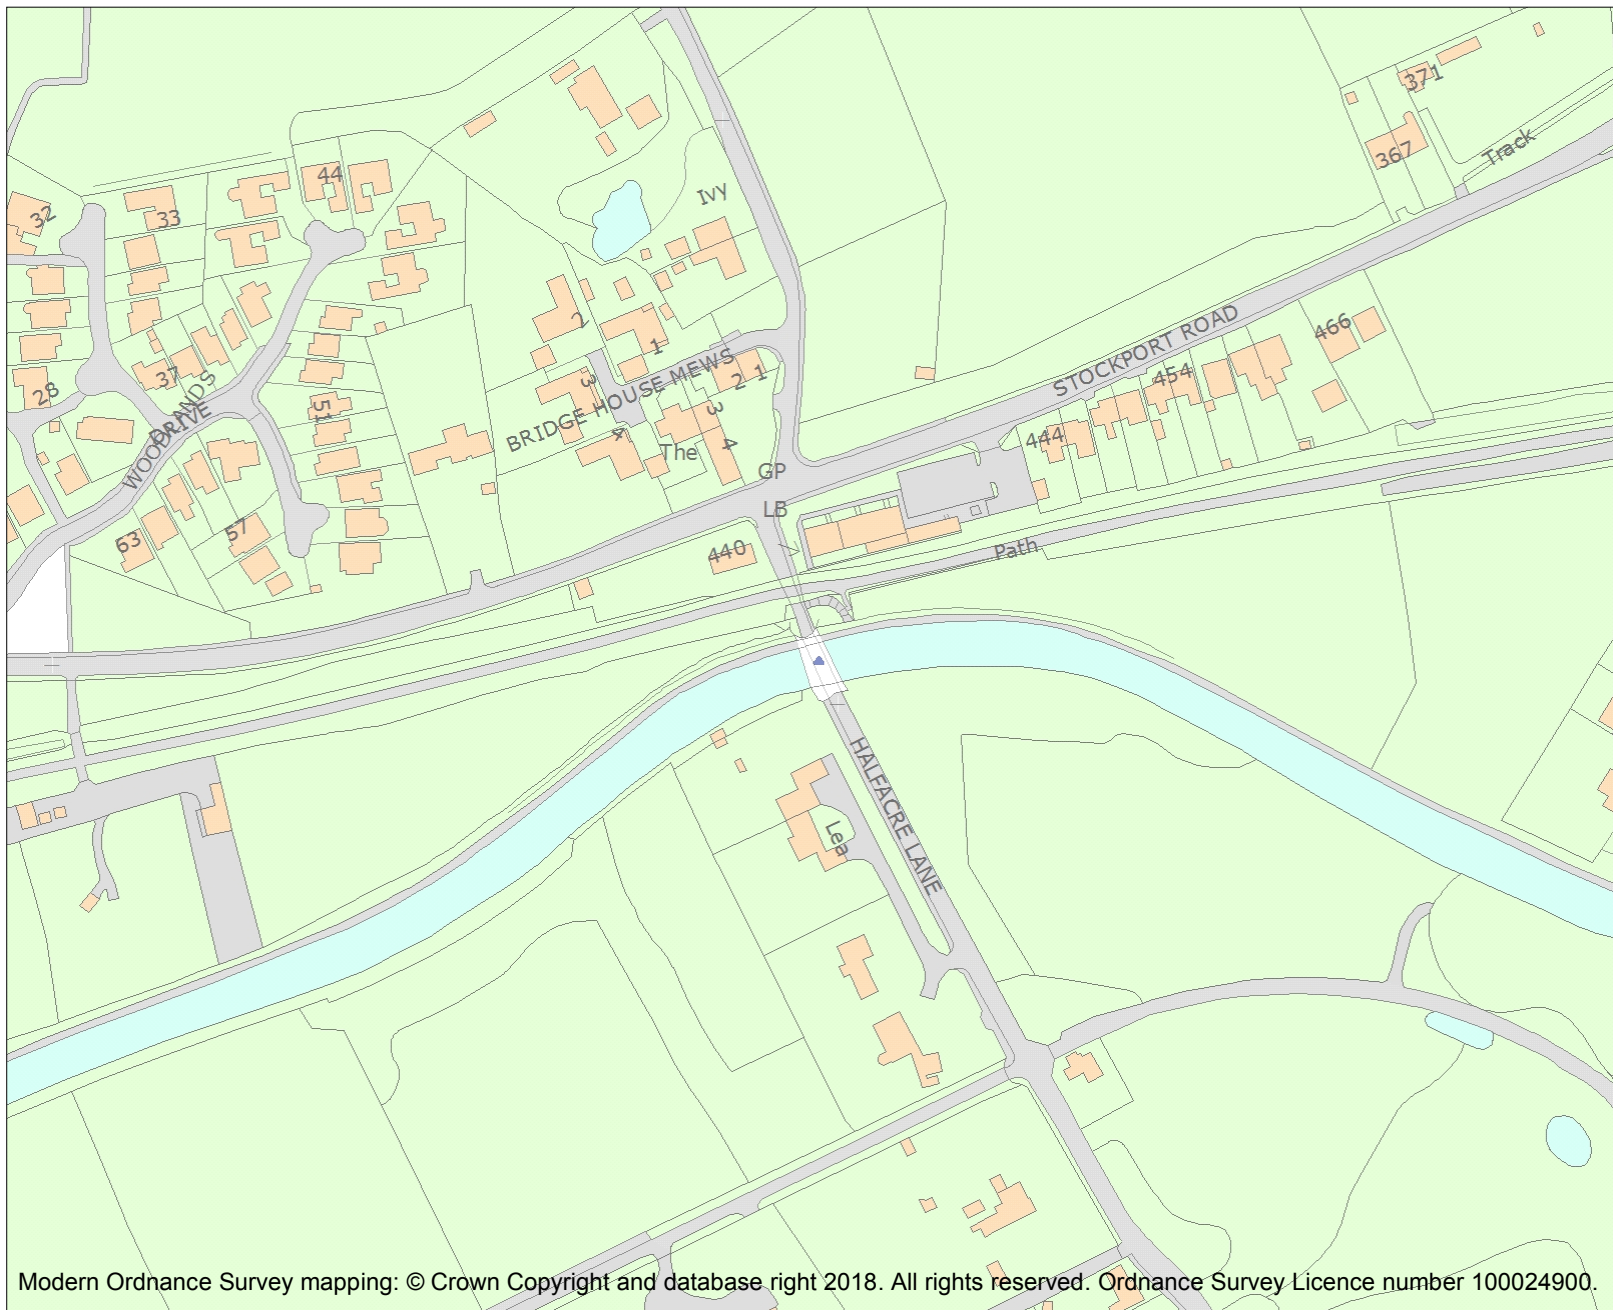 371
Track
367
44
32
33
Ivy
STOCKPORT ROAD
466
2
1
BRIDGE HOUSE MEWS
2 1
454
3
37
28
51
WOODLANDS
DRIVE
3
4
4
The
444
GP
LB
63
57
440
Path
HALFACRE LANE
Lea
Modern Ordnance Survey mapping: © Crown Copyright and database right 2018. All rights reserved. Ordnance Survey Licence number 100024900.